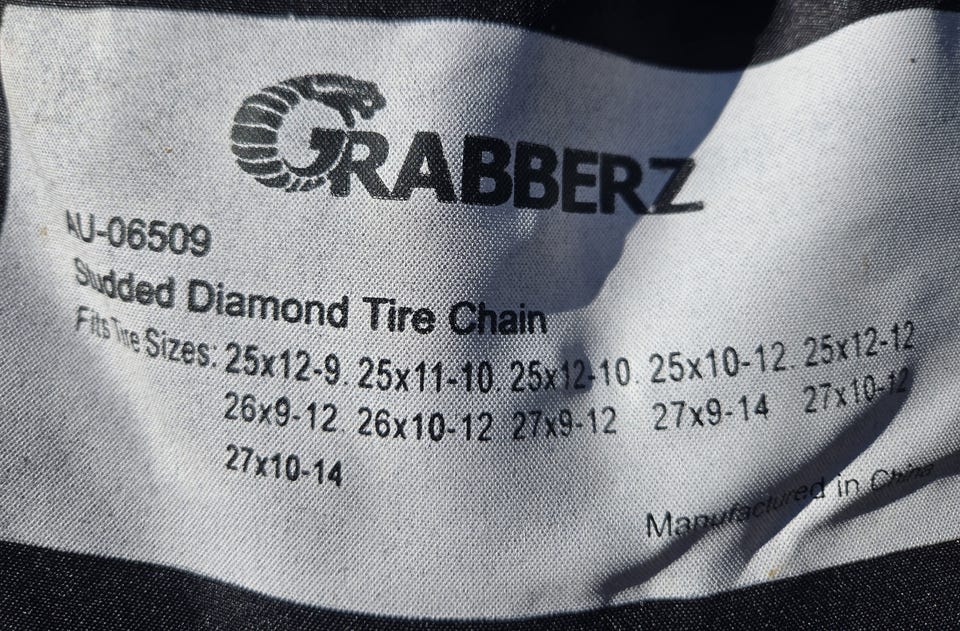 GRABBERZ
AU-06509
Studded Diamond Tire Chain
Fits Tire Sizes: 25x12-9. 25x11-10. 25x12-10. 25x10-12. 25x12-12
26x9-12. 26x10-12 27x9-12 27x9-14 27x10-12
27x10-14
Manufactured in China